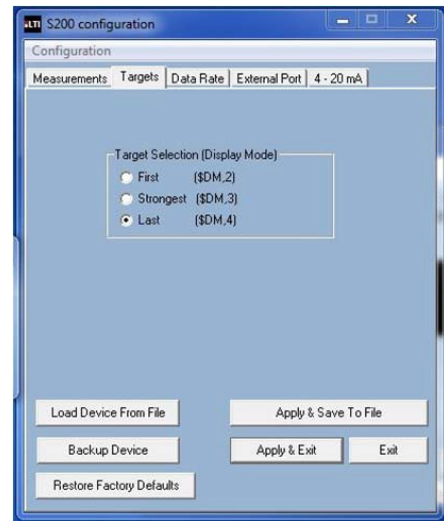 LTI S200 configuration
Configuration
Measurements Targets Data Rate External Port 4 - 20 mA
Target Selection (Display Mode)
First ($DM,2)
Strongest ($DM,3)
Last ($DM,4)
Load Device From File Apply & Save To File
Backup Device Apply & Exit Exit
Restore Factory Defaults